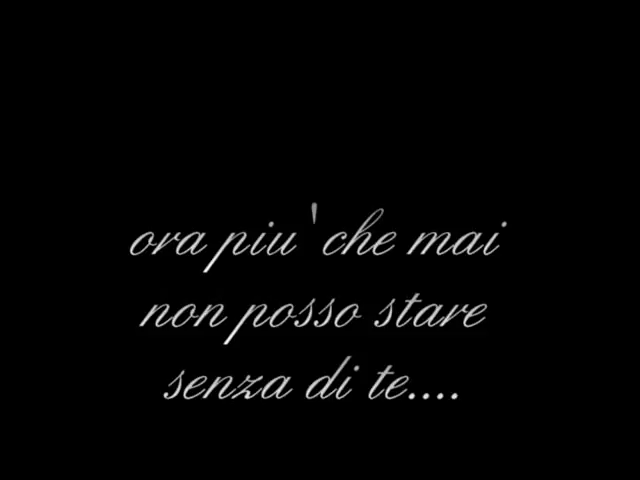 ora piu' che mai
non posso stare
senza di te....